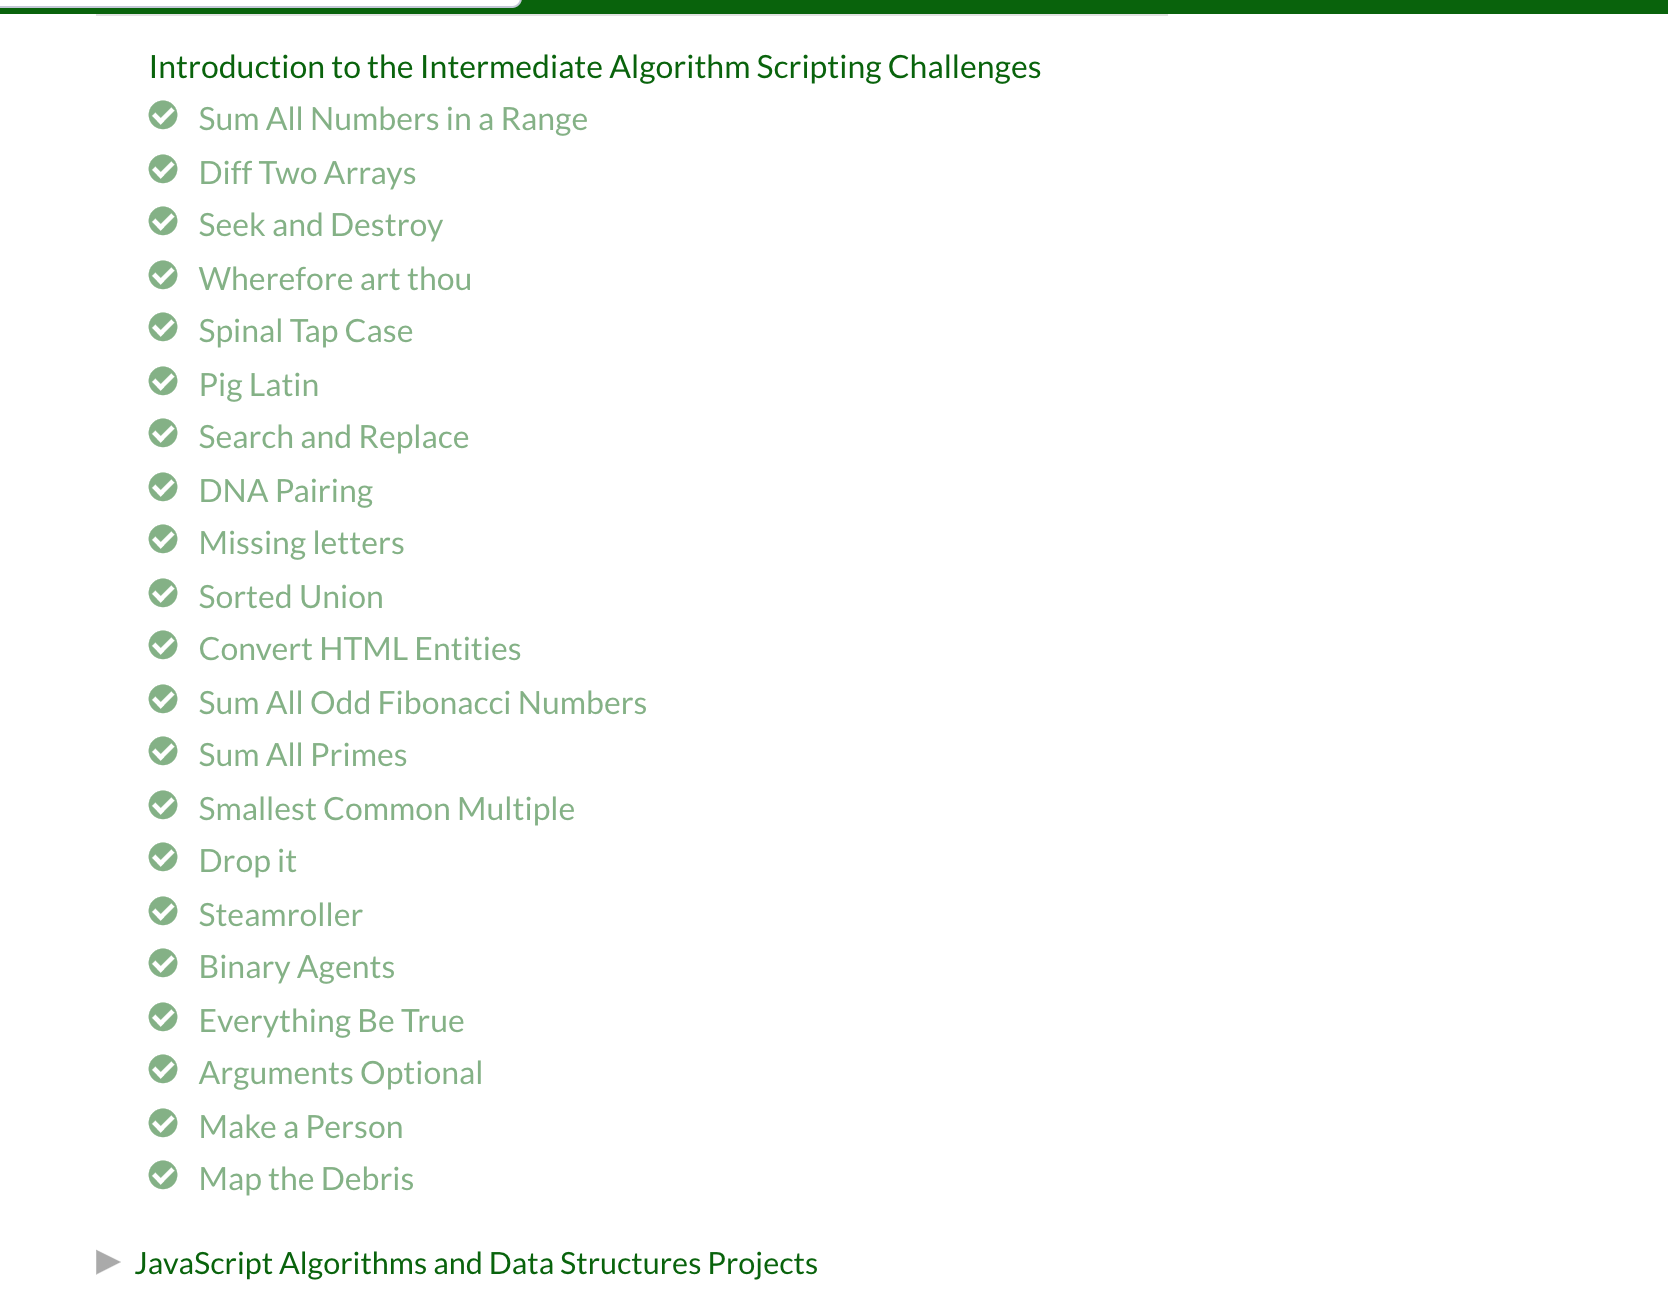 Introduction to the Intermediate Algorithm Scripting Challenges
Sum All Numbers in a Range
Diff Two Arrays
Seek and Destroy
Wherefore art thou
Spinal Tap Case
Pig Latin
Search and Replace
DNA Pairing
Missing letters
Sorted Union
Convert HTML Entities
Sum All Odd Fibonacci Numbers
Sum All Primes
Smallest Common Multiple
Drop it
Steamroller
Binary Agents
Everything Be True
Arguments Optional
Make a Person
Map the Debris
JavaScript Algorithms and Data Structures Projects